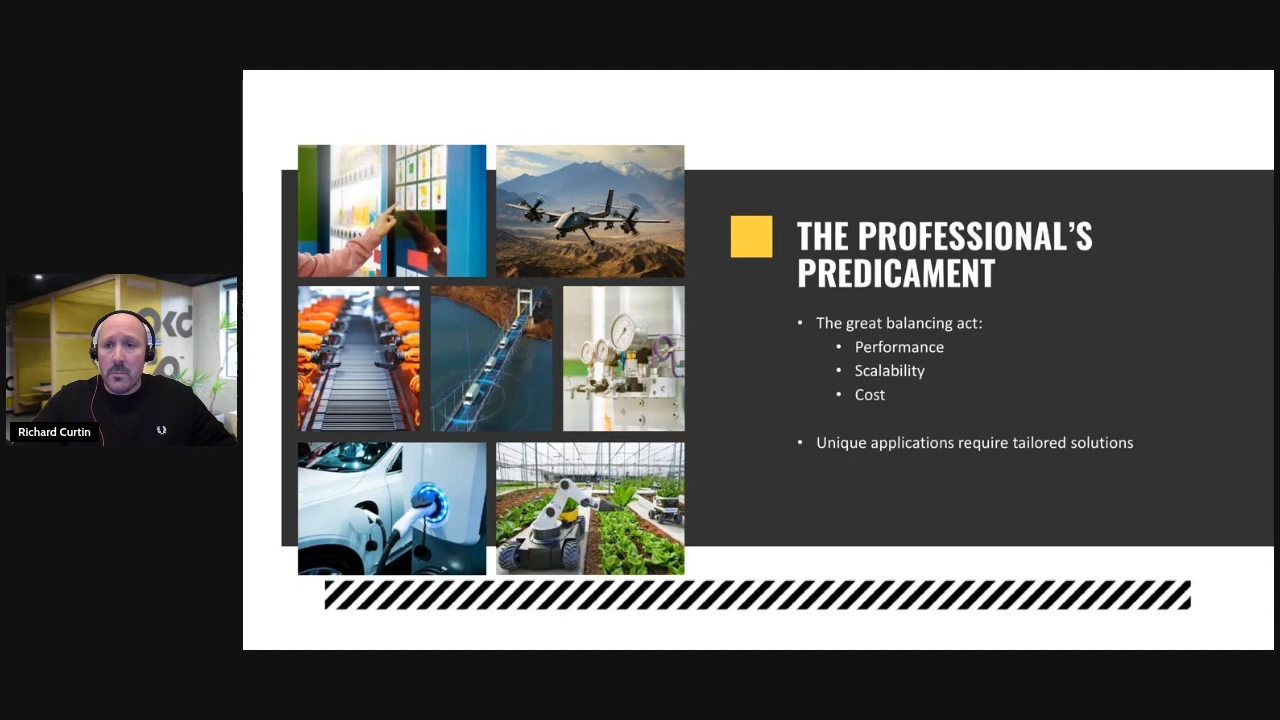 THE PROFESSIONAL’S
PREDICAMENT
• The great balancing act:
• Performance
• Scalability
• Cost
• Unique applications require tailored solutions
Richard Curtin